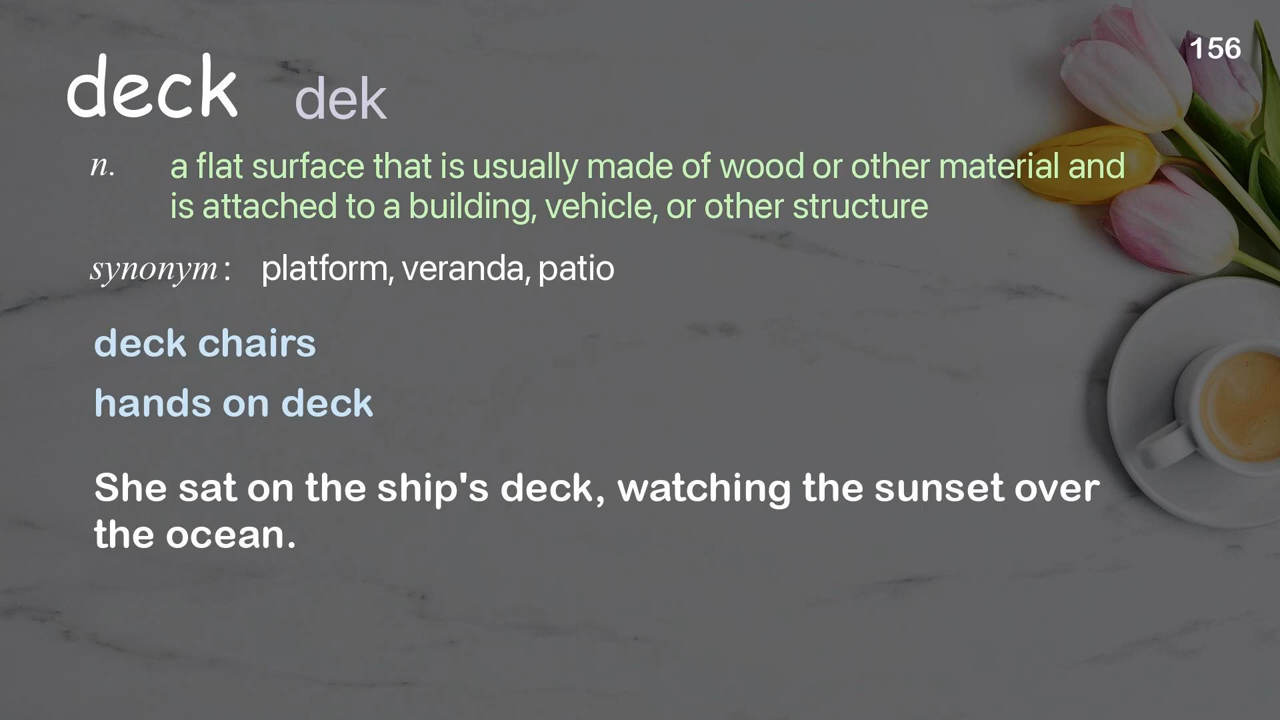 156
deck dek
n. a flat surface that is usually made of wood or other material and
is attached to a building, vehicle, or other structure
synonym: platform, veranda, patio
deck chairs
hands on deck
She sat on the ship's deck, watching the sunset over
the ocean.